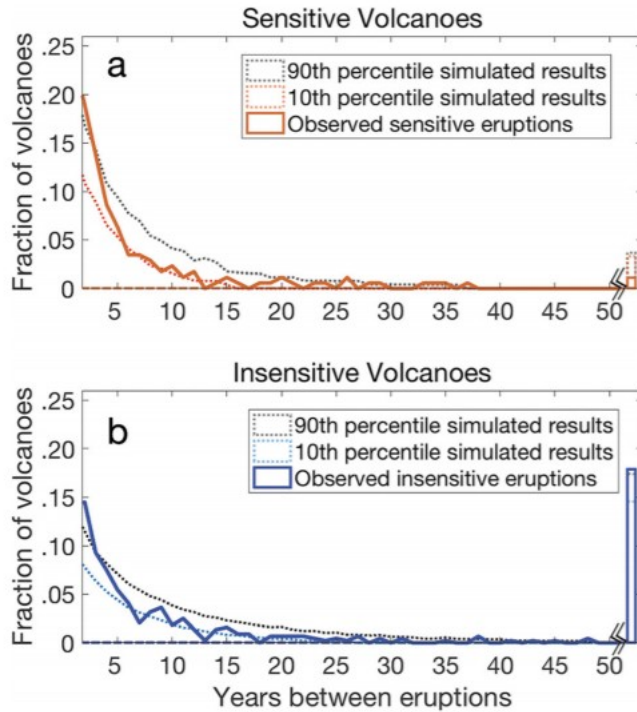 Sensitive Volcanoes
a
90th percentile simulated results
10th percentile simulated results
Observed sensitive eruptions
Fraction of volcanoes
.25
.20
.15
.10
.05
0
5 10 15 20 25 30 35 40 45 50
Insensitive Volcanoes
b
90th percentile simulated results
10th percentile simulated results
Observed insensitive eruptions
Fraction of volcanoes
.25
.20
.15
.10
.05
0
5 10 15 20 25 30 35 40 45 50
Years between eruptions